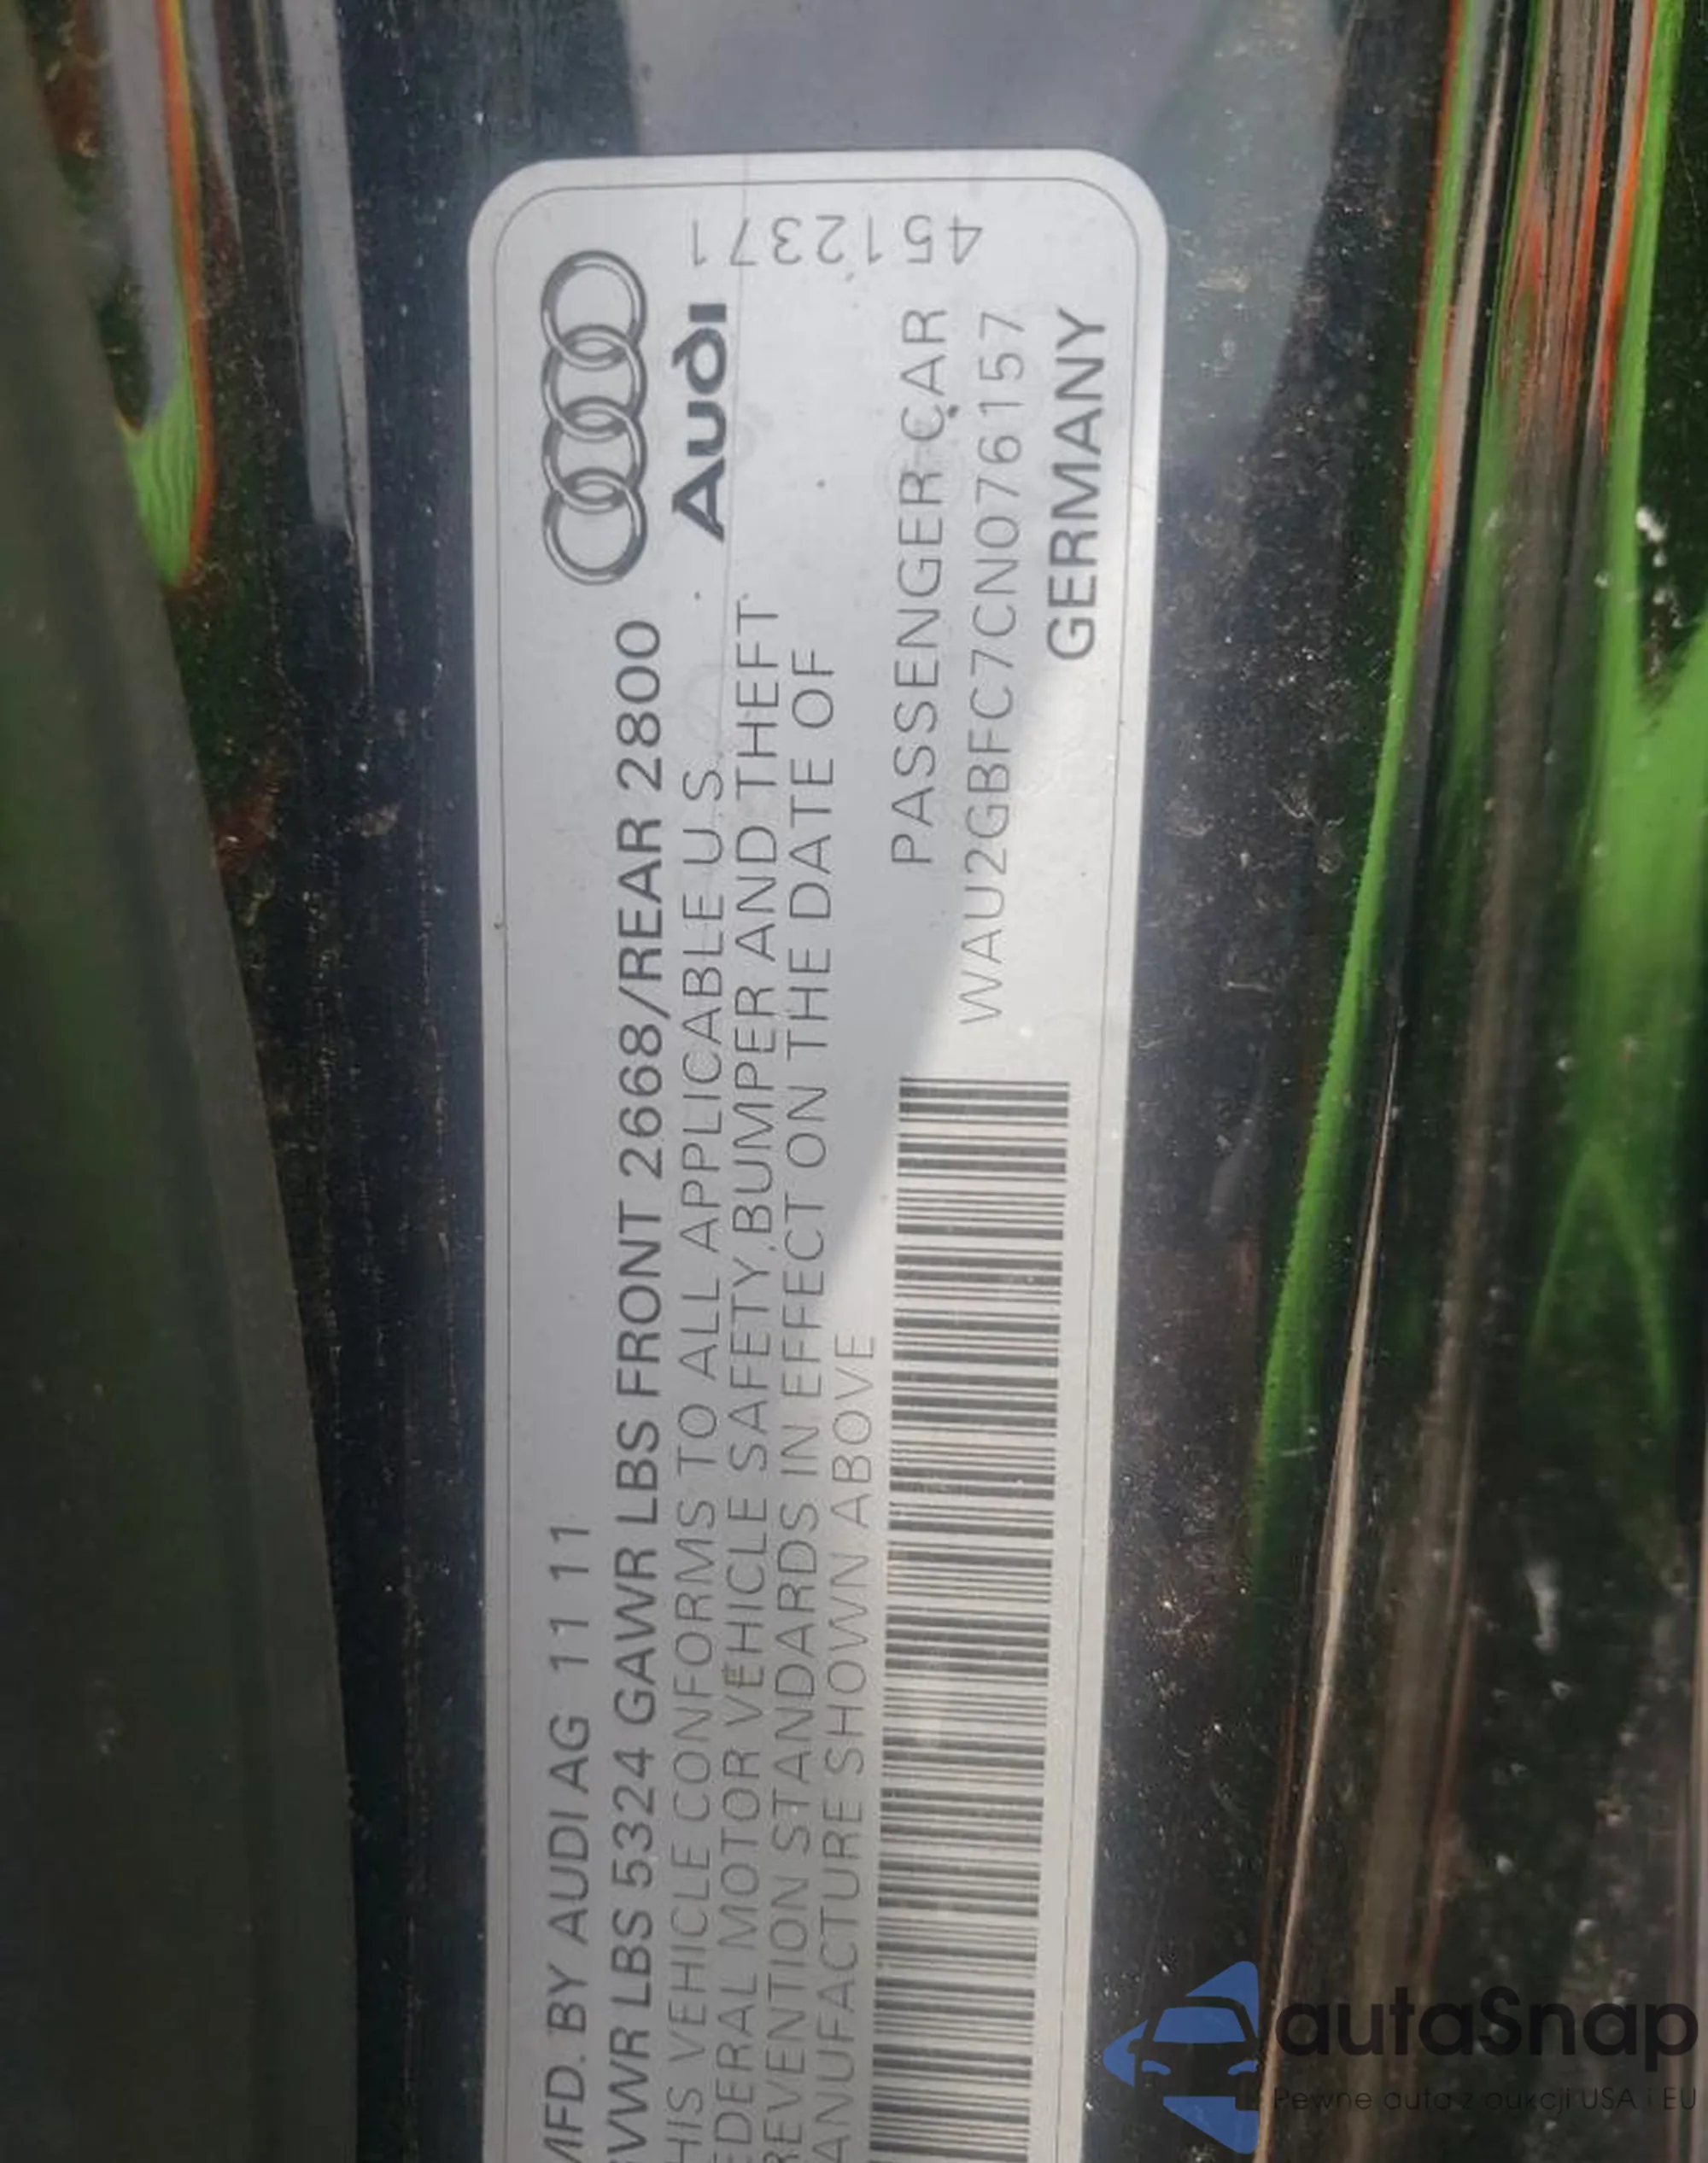 MFD. BY AUDI AG 11 11
GVWR LBS 5324 GAWR LBS FRONT 2668/REAR 2800
THIS VEHICLE CONFORMS TO ALL APPLICABLE U.S.
FEDERAL MOTOR VEHICLE SAFETY,BUMPER AND THEFT
PREVENTION STANDARDS IN EFFECT ON THE DATE OF
MANUFACTURE SHOWN ABOVE
Audi
4512371
PASSENGER CAR
WAU2GBFC7CN076157
GERMANY
autaSnap
Pewne auta z aukcji USA i EU